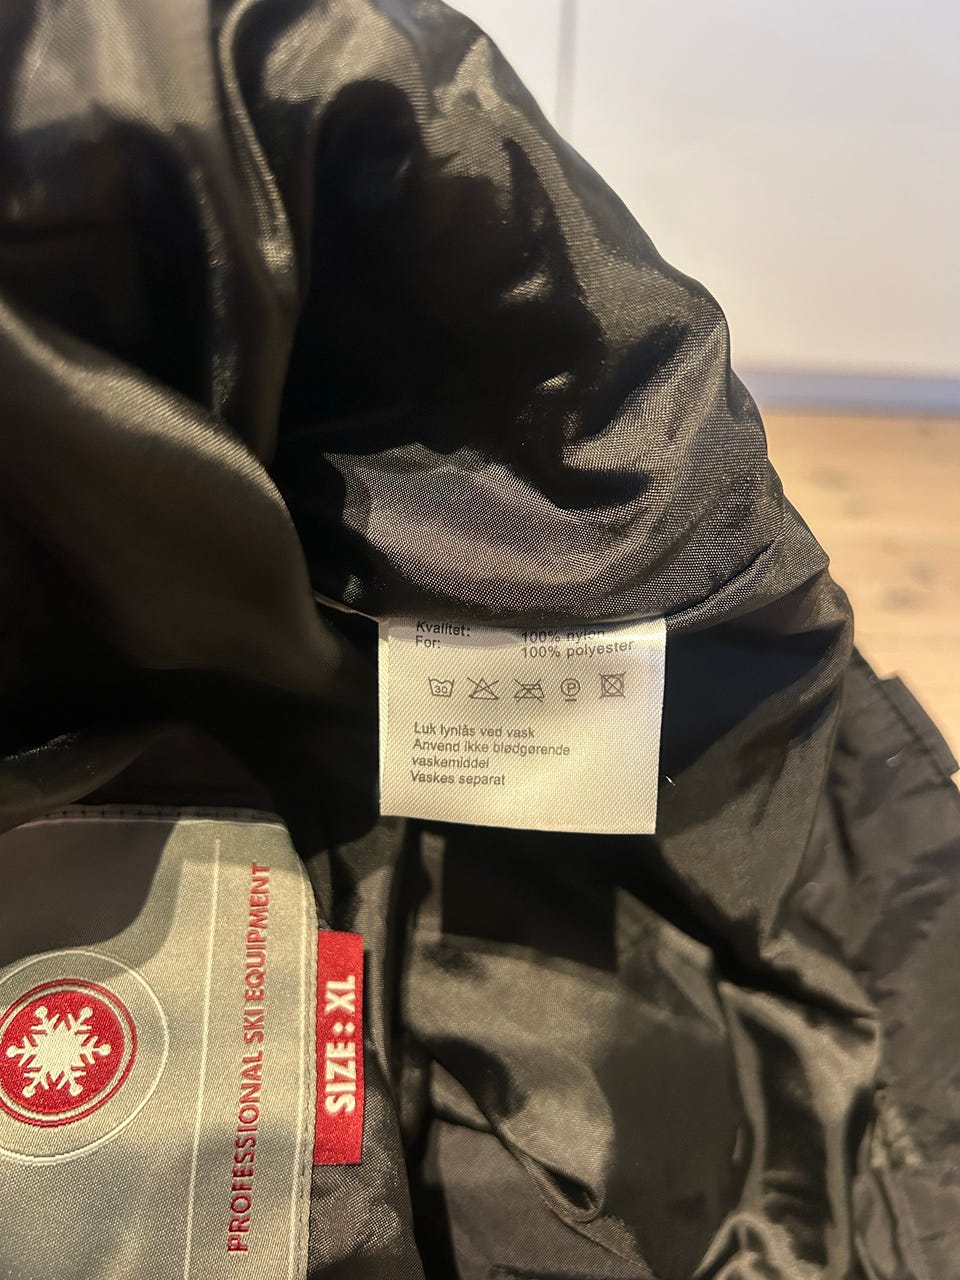 Kvalitet: 100% nylon
For: 100% polyester
30 P
Luk lynlås ved vask
Anvend ikke blødgørende
vaskemiddel
Vaskes separat
PROFESSIONAL SKI EQUIPMENT
SIZE: XL